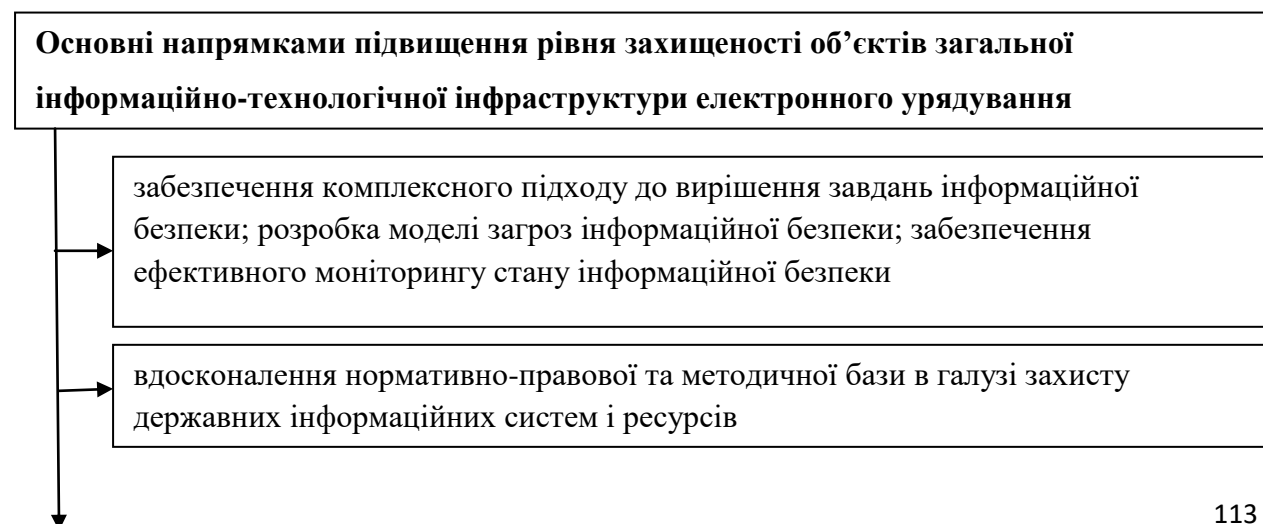 Основні напрямками підвищення рівня захищеності об’єктів загальної
інформаційно-технологічної інфраструктури електронного урядування
забезпечення комплексного підходу до вирішення завдань інформаційної
безпеки; розробка моделі загроз інформаційної безпеки; забезпечення
ефективного моніторингу стану інформаційної безпеки
вдосконалення нормативно-правової та методичної бази в галузі захисту
державних інформаційних систем і ресурсів
113